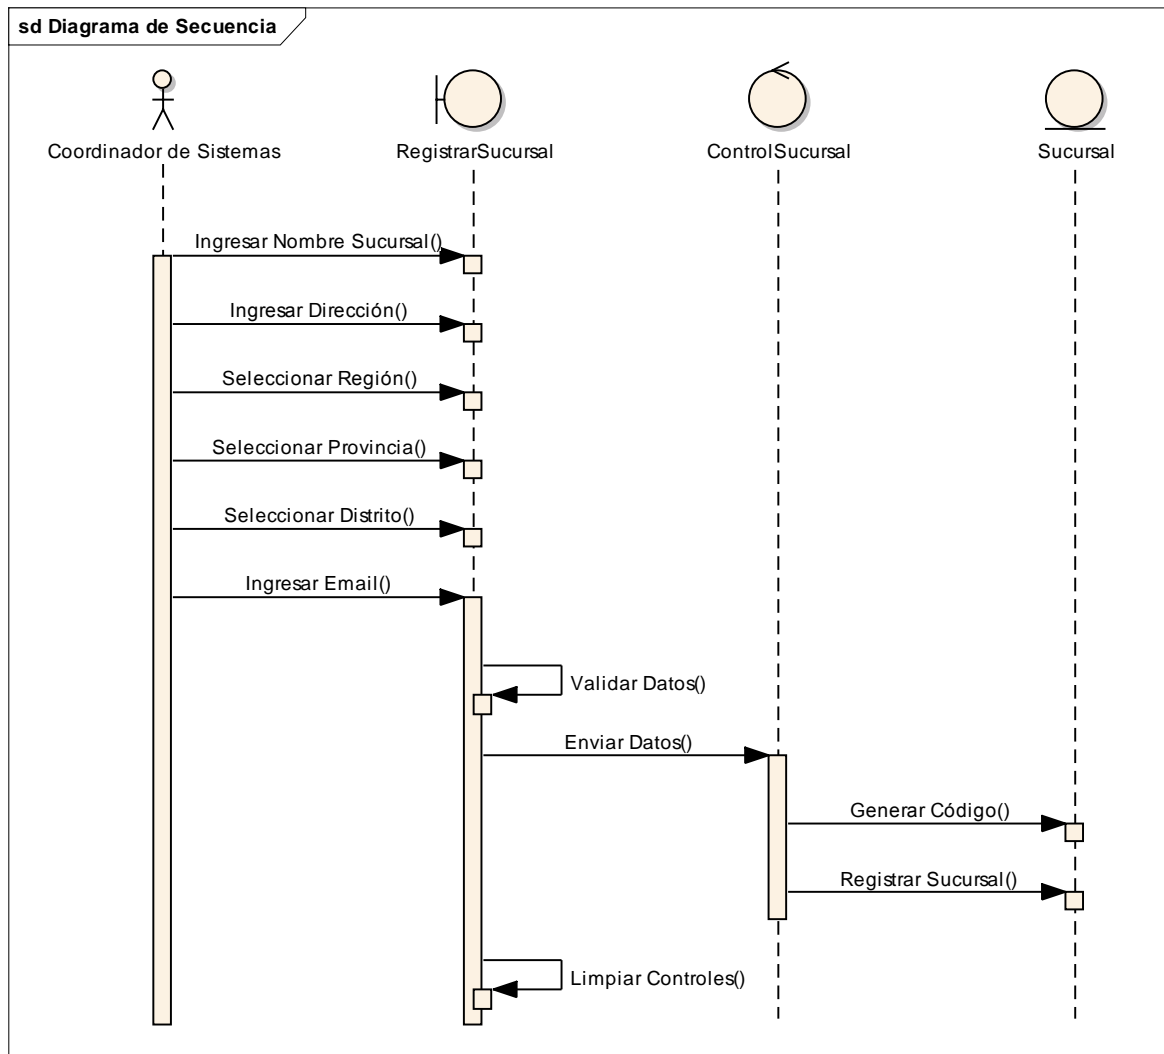 sd Diagrama de Secuencia
Coordinador de Sistemas
RegistrarSucursal
ControlSucursal
Sucursal
Ingresar Nombre Sucursal()
Ingresar Dirección()
Seleccionar Región()
Seleccionar Provincia()
Seleccionar Distrito()
Ingresar Email()
Validar Datos()
Enviar Datos()
Generar Código()
Registrar Sucursal()
Limpiar Controles()